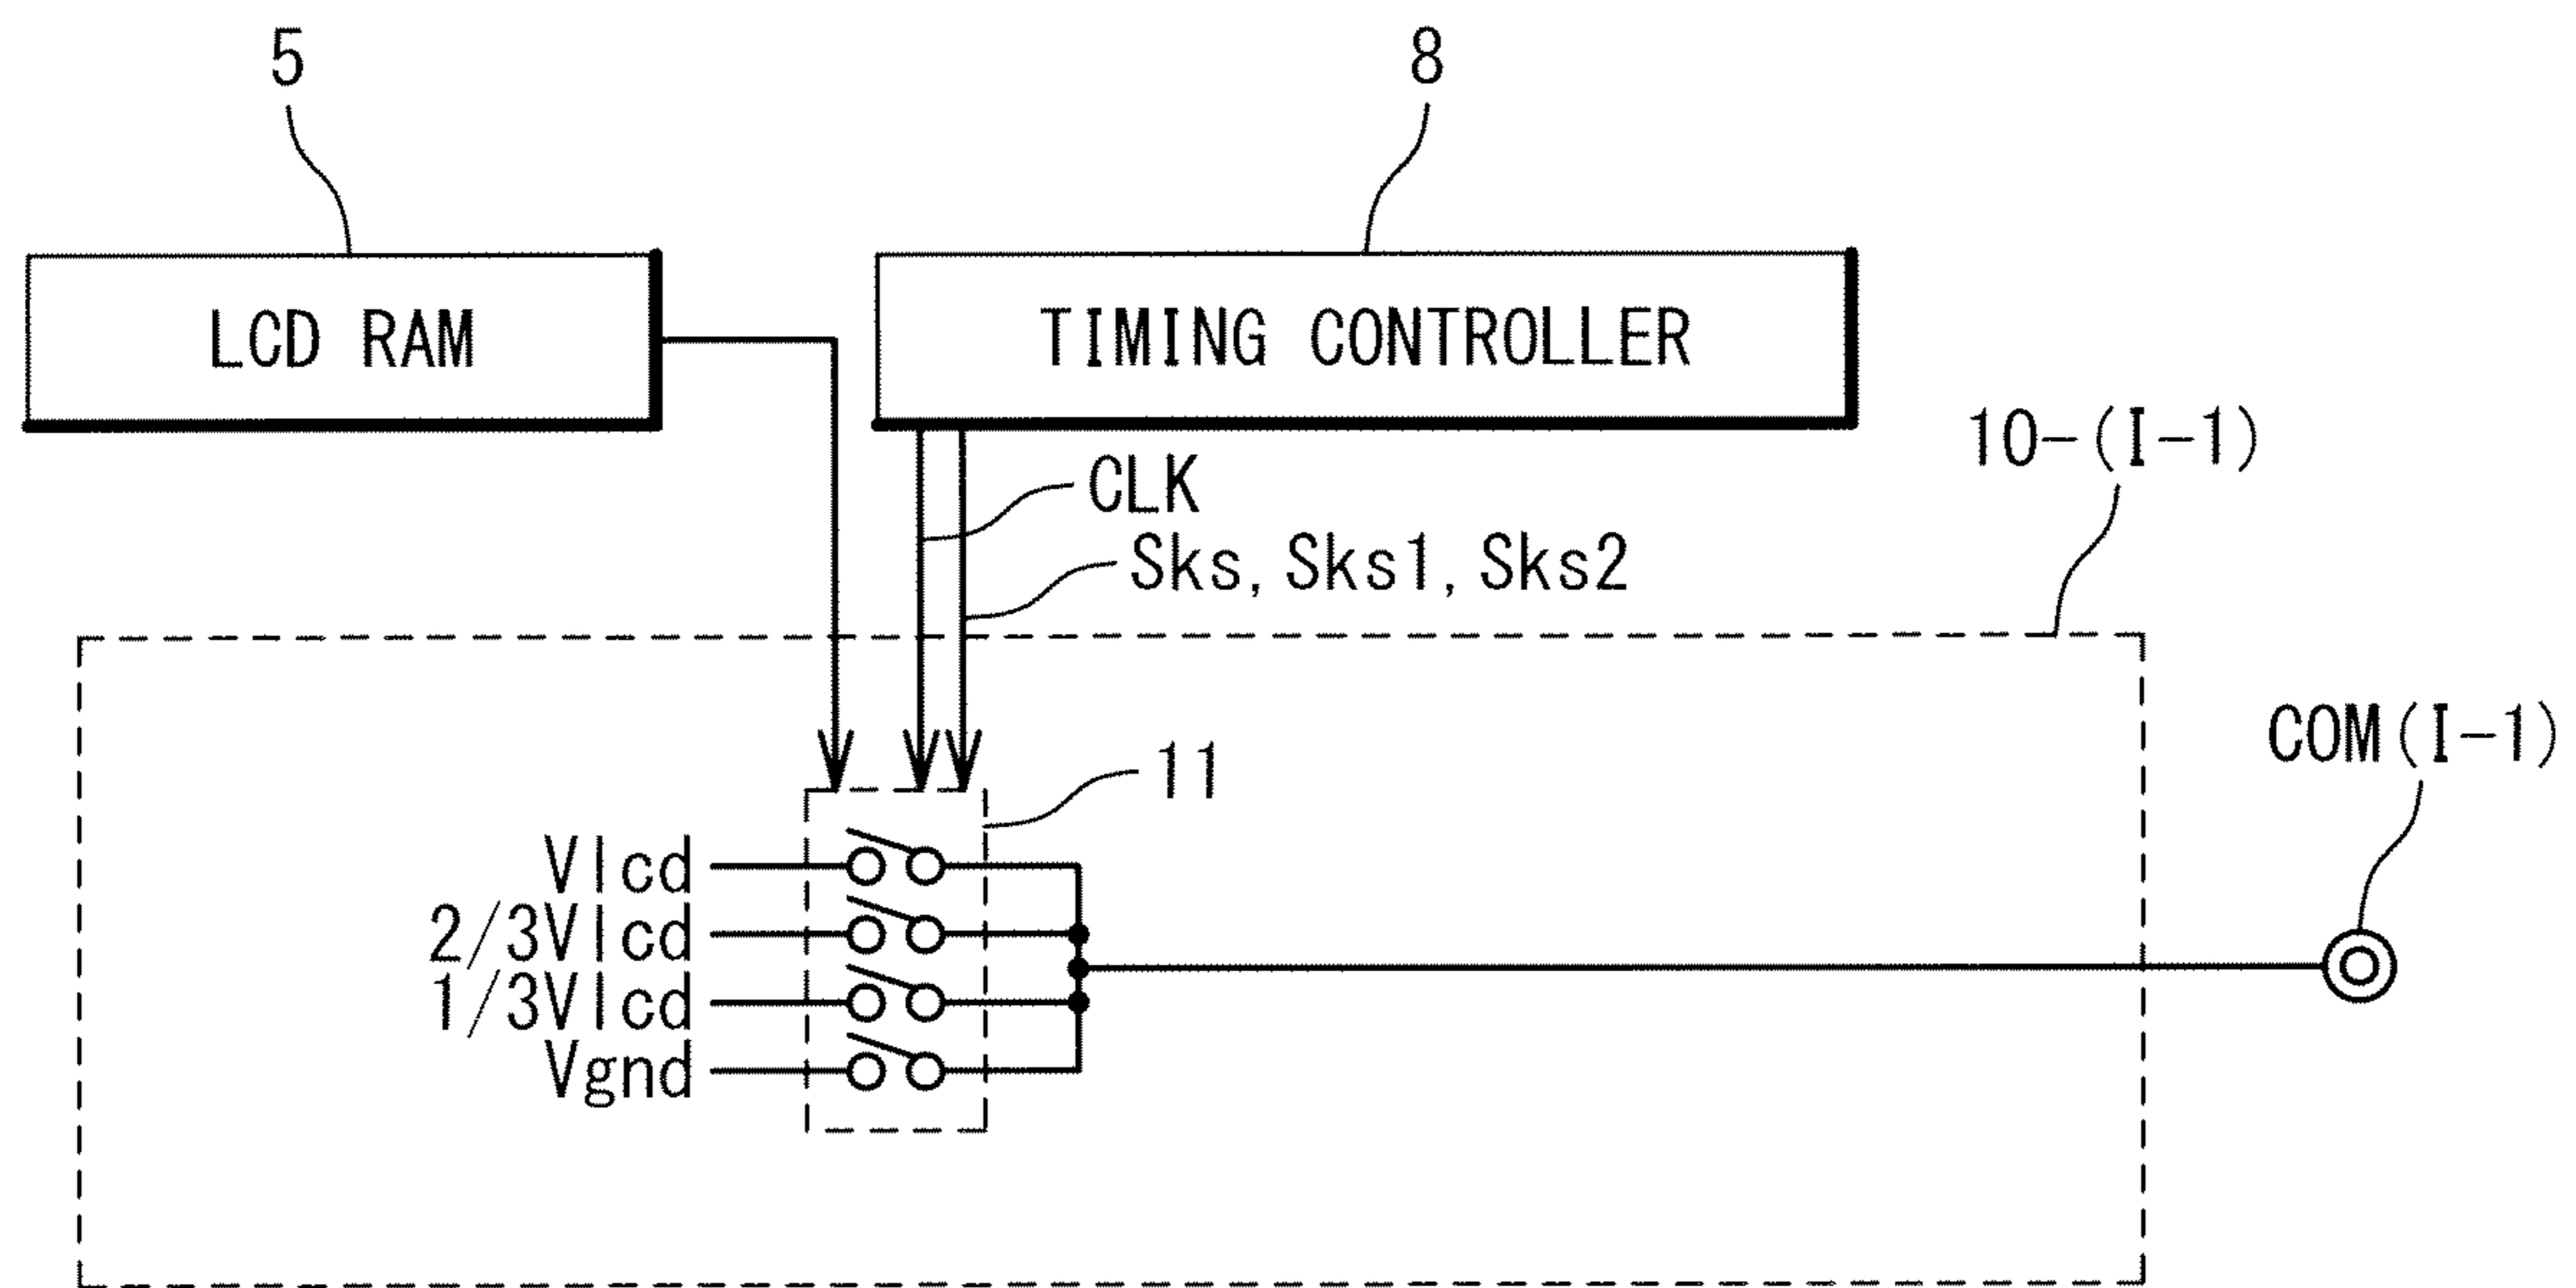 5
8
LCD RAM
TIMING CONTROLLER
10-(I-1)
CLK
Sks, Sks1, Sks2
COM(I-1)
11
Vlcd
2/3Vlcd
1/3Vlcd
Vgnd